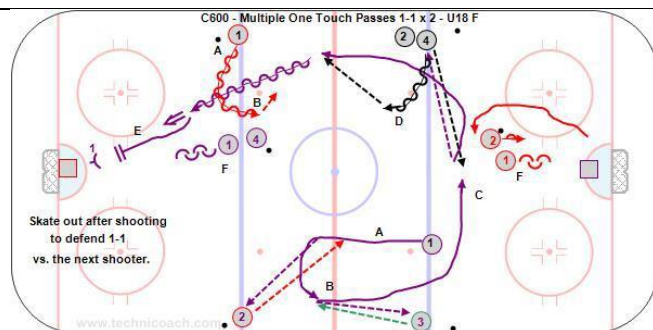 C600 - Multiple One Touch Passes 1-1 x 2 - U18 F
A
1
2
4
B
D
E
1
1
4
F
2
1
F
C
Skate out after shooting
to defend 1-1
vs. the next shooter.
A
1
B
2
3
www.technicoach.com